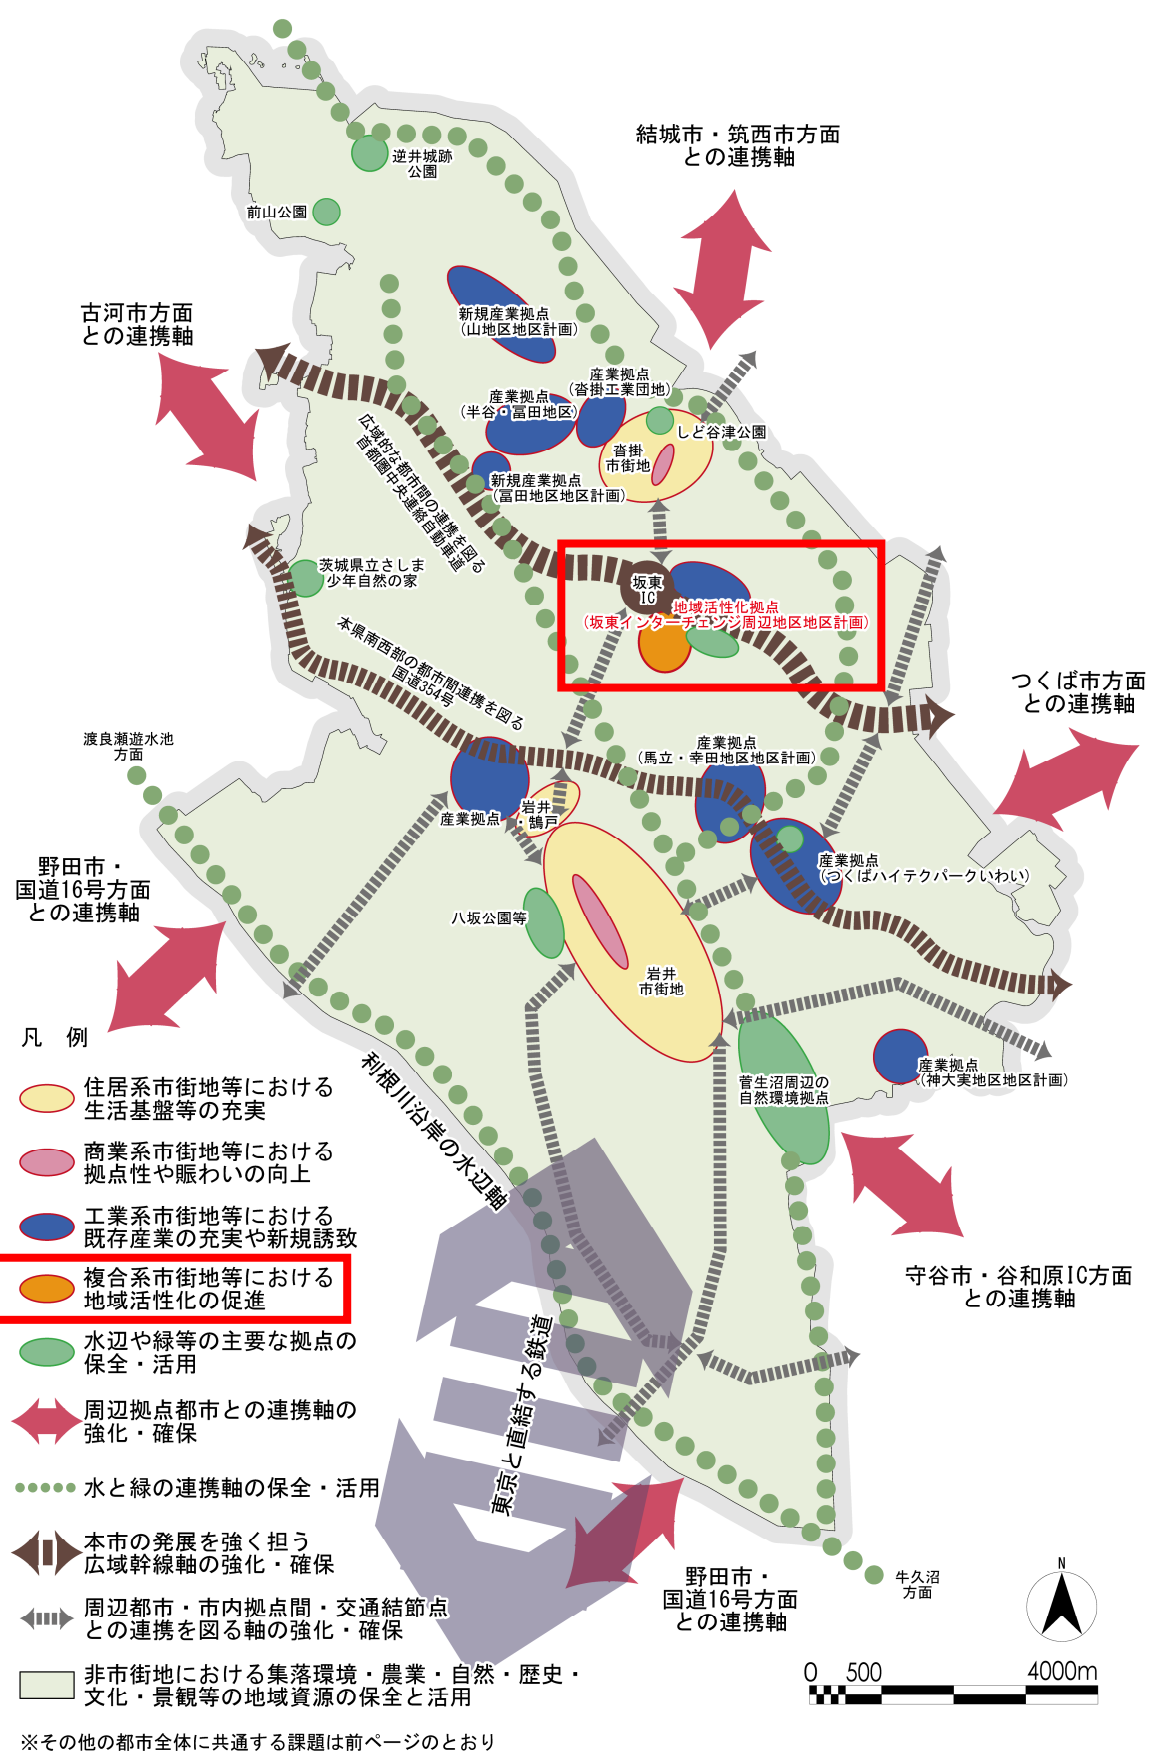 結城市・筑西市方面
との連携軸
逆井城跡
公園
前山公園
古河市方面
との連携軸
新規産業拠点
(山地区地区計画)
産業拠点
(沓掛工業団地)
産業拠点
(半谷・冨田地区)
しど谷津公園
沓掛
市街地
新規産業拠点
(冨田地区地区計画)
広域的な都市間の連携を図る
首都圏中央連絡自動車道
茨城県立さしま
少年自然の家
坂東
IC
地域活性化拠点
(坂東インターチェンジ周辺地区地区計画)
本県南西部の都市間連携を図る
国道354号
つくば市方面
との連携軸
渡良瀬遊水池
方面
産業拠点
(馬立・幸田地区地区計画)
産業拠点
岩井
・鵠戸
産業拠点
(つくばハイテクパークいわい)
野田市・
国道16号方面
との連携軸
八坂公園等
岩井
市街地
産業拠点
(神大実地区地区計画)
菅生沼周辺の
自然環境拠点
利根川沿岸の水辺軸
守谷市・谷和原IC方面
との連携軸
東京と直結する鉄道
野田市・
国道16号方面
との連携軸
牛久沼
方面
凡 例
住居系市街地等における
生活基盤等の充実
商業系市街地等における
拠点性や賑わいの向上
工業系市街地等における
既存産業の充実や新規誘致
複合系市街地等における
地域活性化の促進
水辺や緑等の主要な拠点の
保全・活用
周辺拠点都市との連携軸の
強化・確保
水と緑の連携軸の保全・活用
本市の発展を強く担う
広域幹線軸の強化・確保
周辺都市・市内拠点間・交通結節点
との連携を図る軸の強化・確保
非市街地における集落環境・農業・自然・歴史・
文化・景観等の地域資源の保全と活用
N
0 500 4000m
※その他の都市全体に共通する課題は前ページのとおり